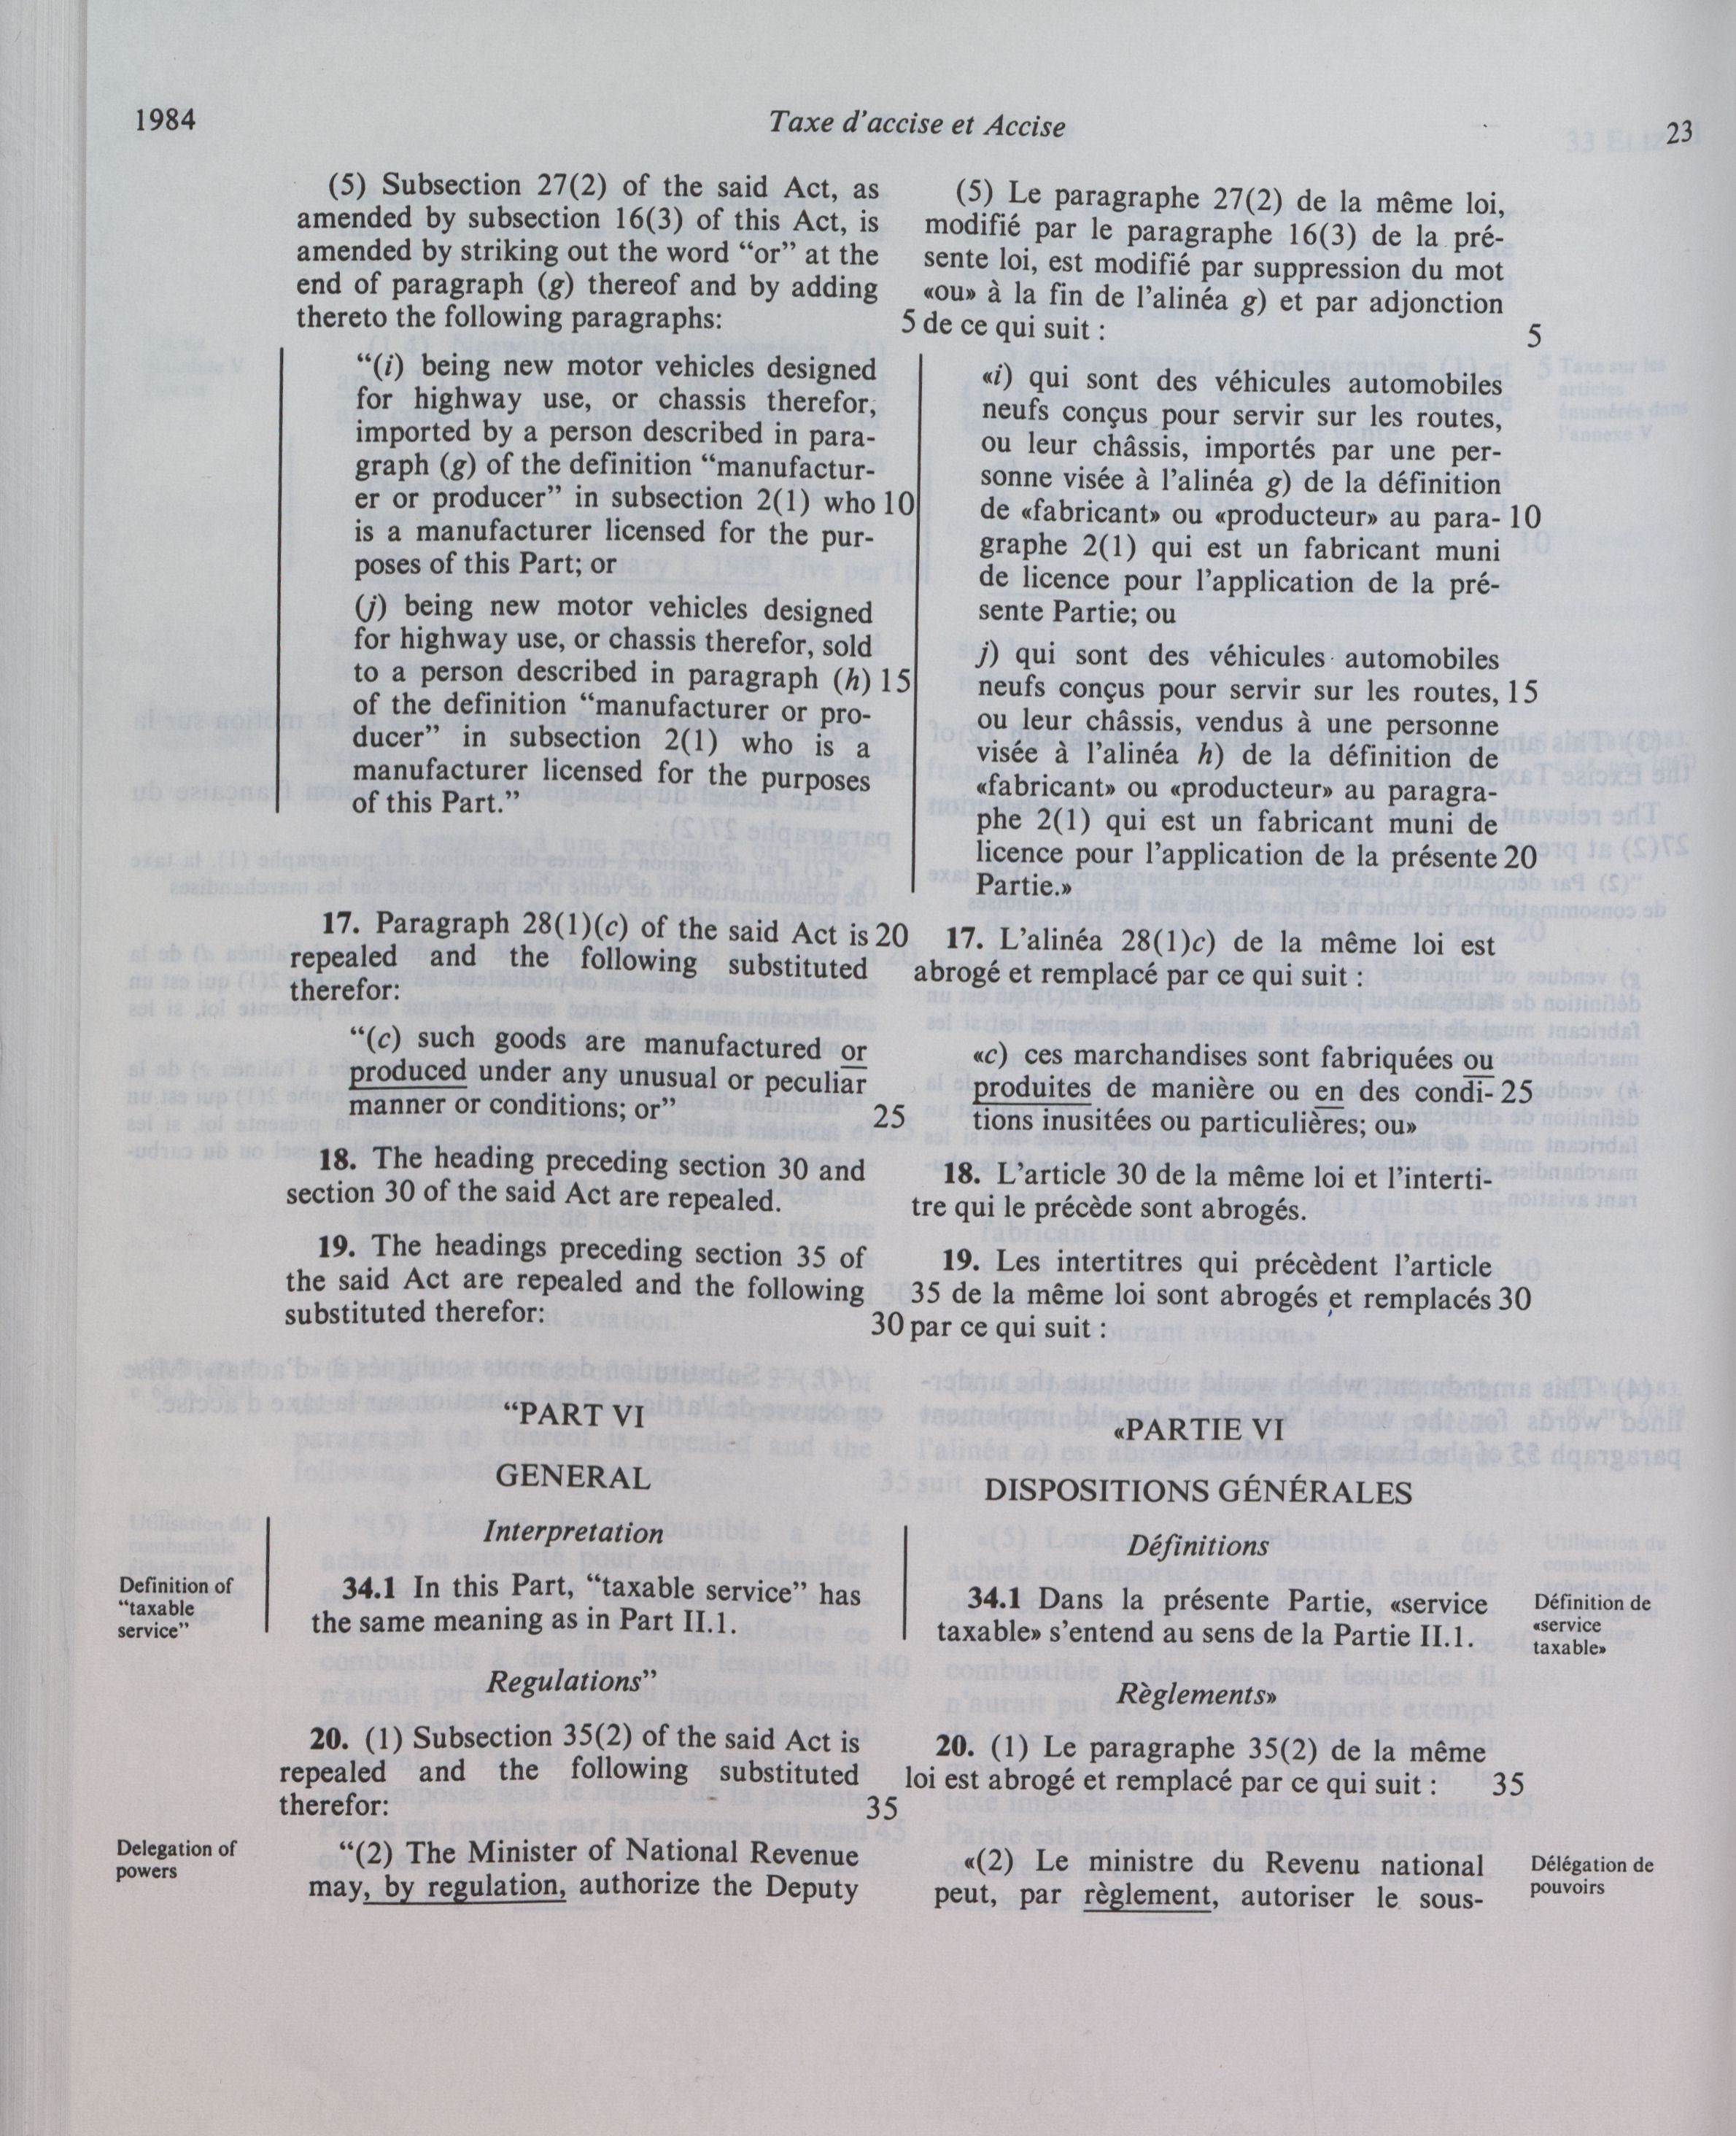 1984
Taxe d'accise et Accise
23
(5) Subsection 27(2) of the said Act, as
amended by subsection 16(3) of this Act, is
amended by striking out the word “or” at the
end of paragraph (g) thereof and by adding
thereto the following paragraphs:
5
“(i) being new motor vehicles designed
for highway use, or chassis therefor,
imported by a person described in para-
graph (g) of the definition “manufactur-
er or producer” in subsection 2(1) who 10
is a manufacturer licensed for the pur-
poses of this Part; or
(j) being new motor vehicles designed
for highway use, or chassis therefor, sold
to a person described in paragraph (h) 15
of the definition “manufacturer or pro-
ducer” in subsection 2(1) who is a
manufacturer licensed for the purposes
of this Part.”
17. Paragraph 28(1)(c) of the said Act is 20
repealed and the following substituted
therefor:
“(c) such goods are manufactured or
produced under any unusual or peculiar
manner or conditions; or”
25
18. The heading preceding section 30 and
section 30 of the said Act are repealed.
19. The headings preceding section 35 of
the said Act are repealed and the following
substituted therefor:
30
“PART VI
GENERAL
Interpretation
Definition of
“taxable
service”
34.1 In this Part, “taxable service” has
the same meaning as in Part II.1.
Regulations”
20. (1) Subsection 35(2) of the said Act is
repealed and the following substituted
therefor:
35
Delegation of
powers
“(2) The Minister of National Revenue
may, by regulation, authorize the Deputy
(5) Le paragraphe 27(2) de la même loi,
modifié par le paragraphe 16(3) de la pré-
sente loi, est modifié par suppression du mot
«ou» à la fin de l'alinéa g) et par adjonction
de ce qui suit :
5
«i) qui sont des véhicules automobiles
neufs conçus pour servir sur les routes,
ou leur châssis, importés par une per-
sonne visée à l'alinéa g) de la définition
de «fabricant» ou «producteur» au para- 10
graphe 2(1) qui est un fabricant muni
de licence pour l'application de la pré-
sente Partie; ou
j) qui sont des véhicules automobiles
neufs conçus pour servir sur les routes, 15
ou leur châssis, vendus à une personne
visée à l'alinéa h) de la définition de
«fabricant» ou «producteur» au paragra-
phe 2(1) qui est un fabricant muni de
licence pour l'application de la présente 20
Partie.»
17. L'alinéa 28(1)c) de la même loi est
abrogé et remplacé par ce qui suit :
«c) ces marchandises sont fabriquées ou
produites de manière ou en des condi- 25
tions inusitées ou particulières; ou»
18. L'article 30 de la même loi et l'interti-
tre qui le précède sont abrogés.
19. Les intertitres qui précèdent l'article
35 de la même loi sont abrogés et remplacés 30
par ce qui suit :
«PARTIE VI
DISPOSITIONS GÉNÉRALES
Définitions
34.1 Dans la présente Partie, «service
taxable» s'entend au sens de la Partie II.1.
Définition de
«service
taxable»
Règlements»
20. (1) Le paragraphe 35(2) de la même
loi est abrogé et remplacé par ce qui suit : 35
«(2) Le ministre du Revenu national
peut, par règlement, autoriser le sous-
Délégation de
pouvoirs